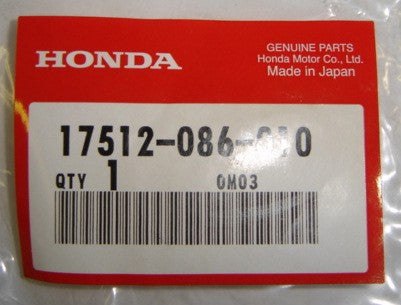 HONDA
GENUINE PARTS
Honda Motor Co., Ltd.
Made in Japan
17512-086-010
QTY 1 0M03